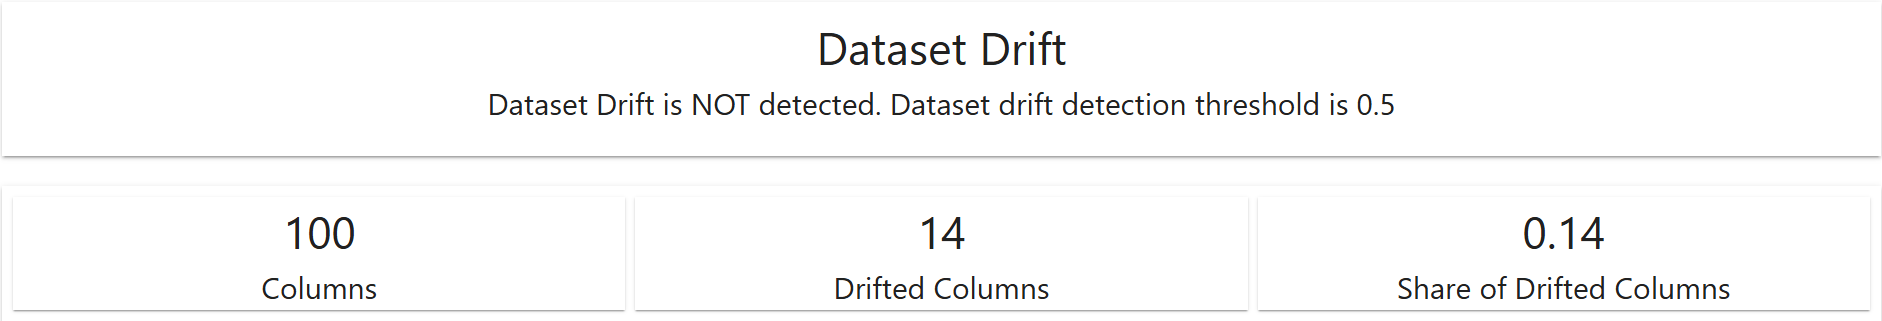 Dataset Drift
Dataset Drift is NOT detected. Dataset drift detection threshold is 0.5
100
Columns
14
Drifted Columns
0.14
Share of Drifted Columns